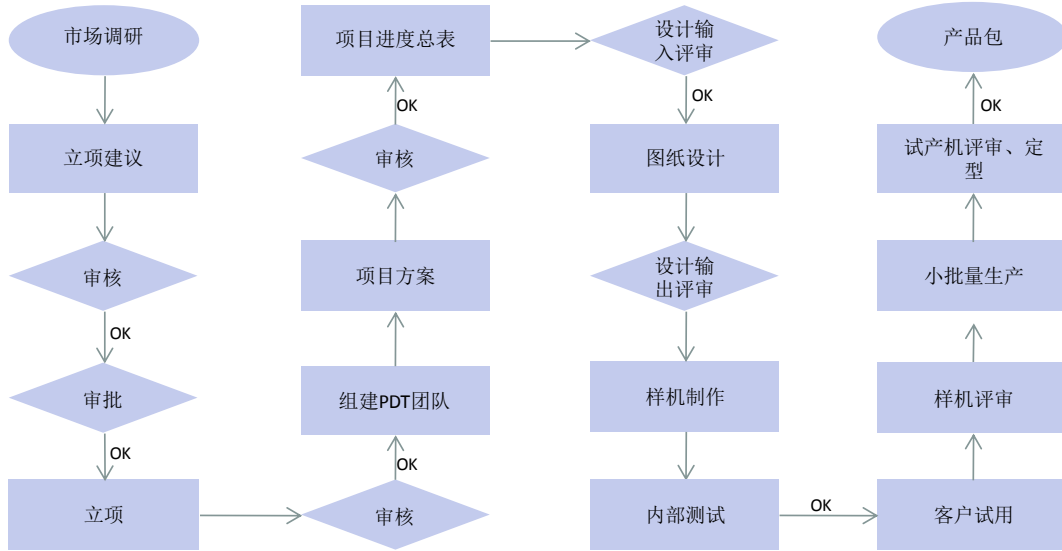 市场调研
立项建议
审核
OK
审批
OK
立项
审核
OK
组建PDT团队
项目方案
审核
OK
项目进度总表
设计输
入评审
OK
图纸设计
设计输
出评审
样机制作
内部测试
OK
客户试用
样机评审
小批量生产
试产机评审、定
型
OK
产品包